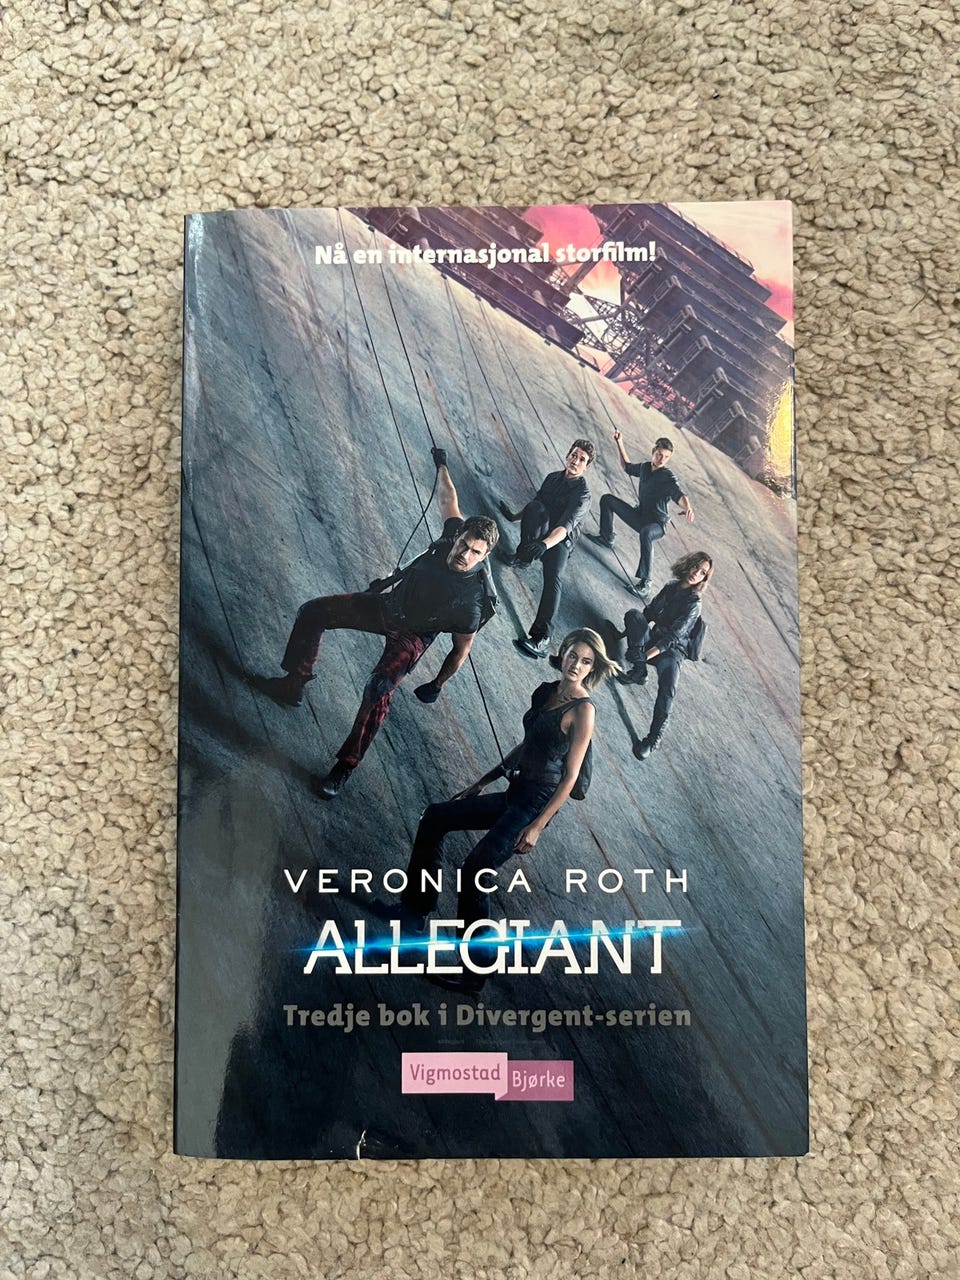 Nå en internasjonal storfilm!
VERONICA ROTH
ALLEGIANT
Tredje bok i Divergent-serien
Vigmostad
Bjørke